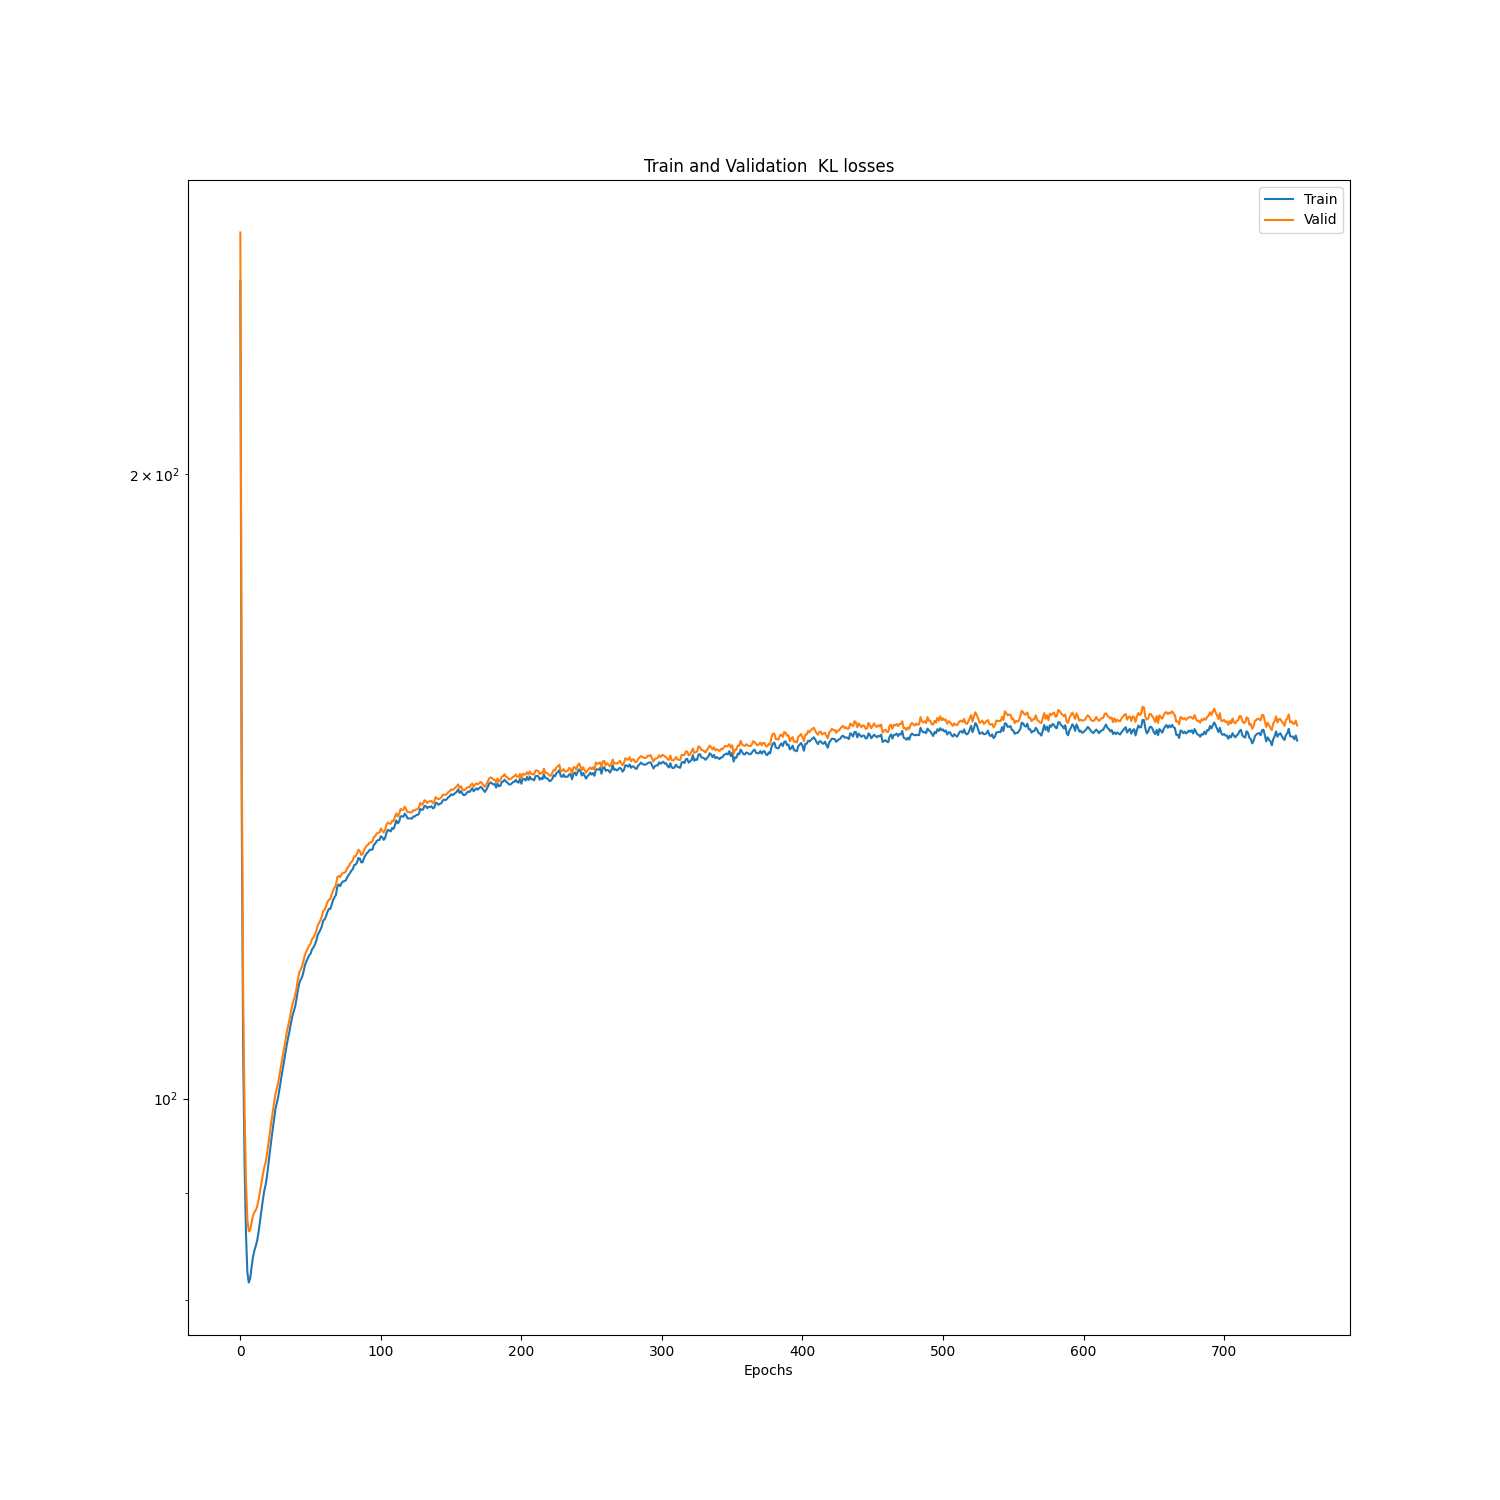 Train and Validation  KL losses
Train
Valid
2 × 10²
10²
0 100 200 300 400 500 600 700
Epochs